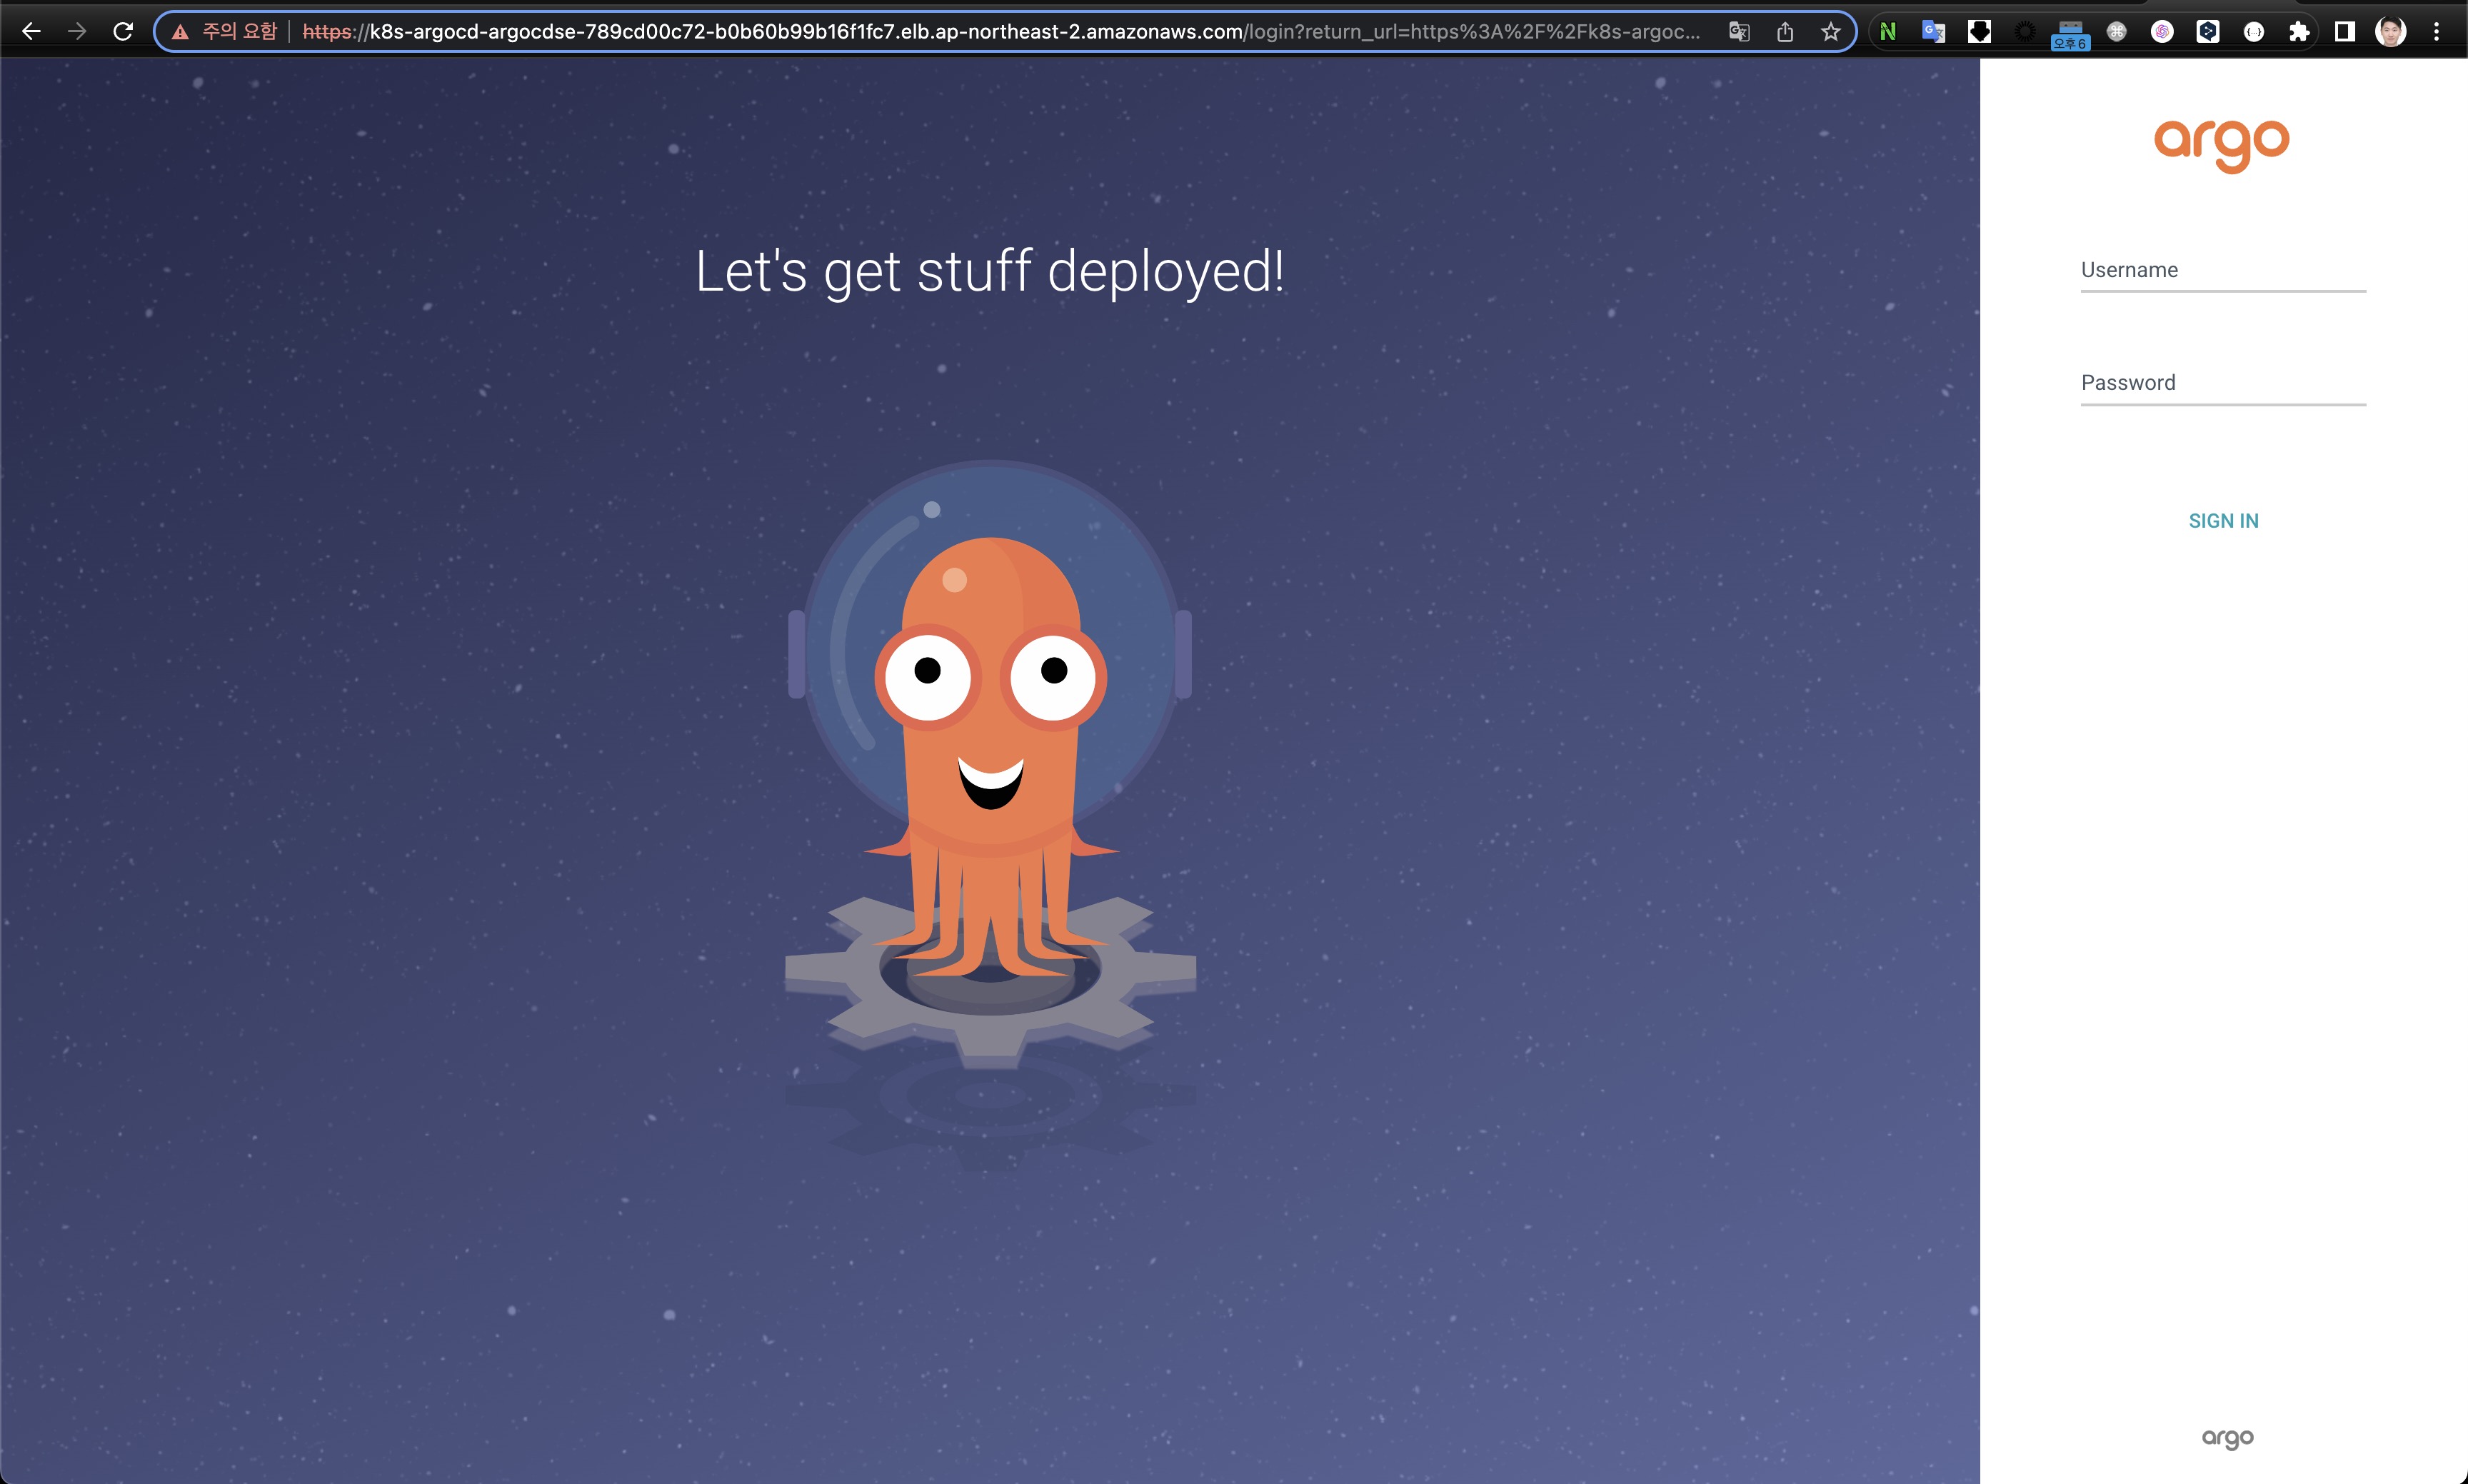 주의 요함
https://k8s-argocd-argocdse-789cd00c72-b0b60b99b16f1fc7.elb.ap-northeast-2.amazonaws.com/login?return_url=https%3A%2F%2Fk8s-argoc...
오후 6
argo
Let's get stuff deployed!
Username
Password
SIGN IN
argo